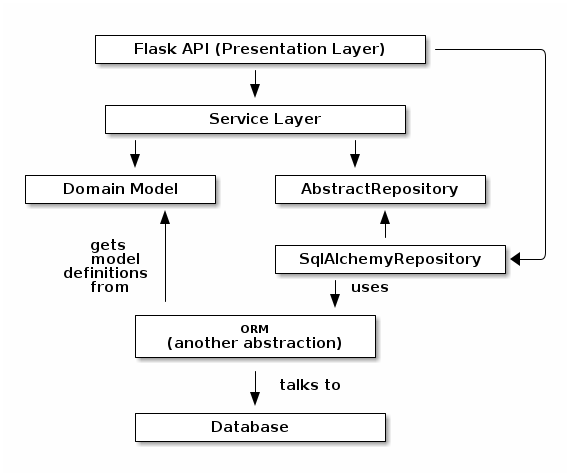 Flask API (Presentation Layer)
Service Layer
Domain Model
AbstractRepository
gets
model
definitions
from
SqlAlchemyRepository
uses
ORM
(another abstraction)
talks to
Database